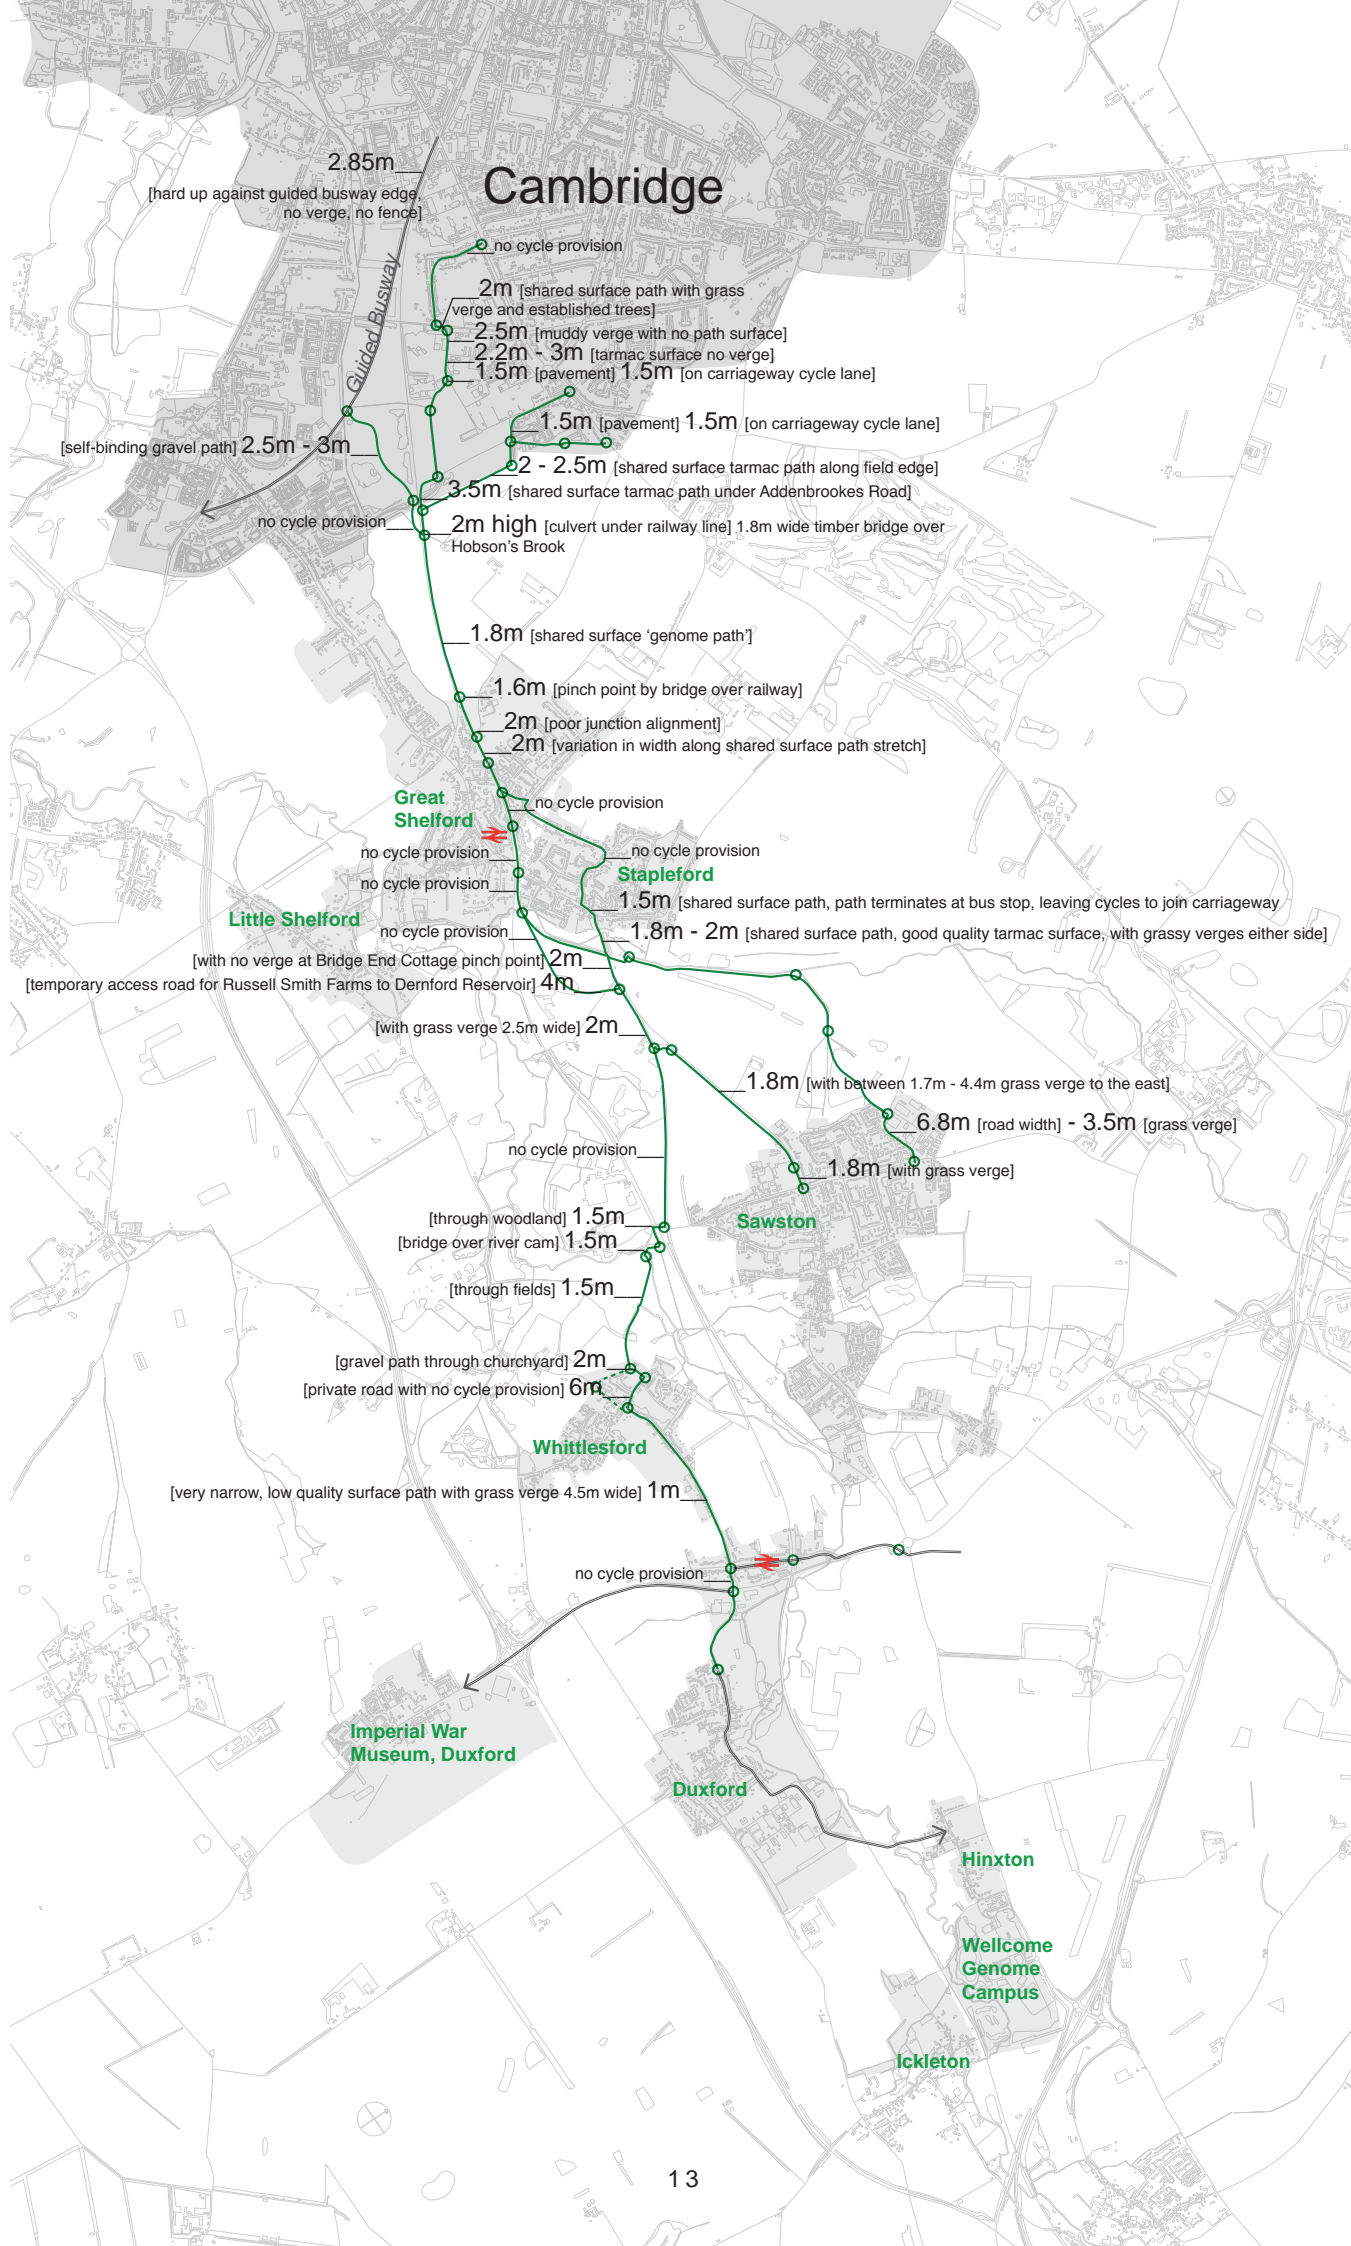 2.85m
[hard up against guided busway edge,
no verge, no fence]
Cambridge
Guided Busway
no cycle provision
2m [shared surface path with grass
verge and established trees]
2.5m [muddy verge with no path surface]
2.2m - 3m [tarmac surface no verge]
1.5m [pavement] 1.5m [on carriageway cycle lane]
1.5m [pavement] 1.5m [on carriageway cycle lane]
[self-binding gravel path] 2.5m - 3m
2 - 2.5m [shared surface tarmac path along field edge]
3.5m [shared surface tarmac path under Addenbrookes Road]
no cycle provision
2m high [culvert under railway line] 1.8m wide timber bridge over
Hobson's Brook
1.8m [shared surface ‘genome path’]
1.6m [pinch point by bridge over railway]
2m [poor junction alignment]
2m [variation in width along shared surface path stretch]
Great
Shelford
no cycle provision
no cycle provision
no cycle provision
Stapleford
no cycle provision
1.5m [shared surface path, path terminates at bus stop, leaving cycles to join carriageway
Little Shelford
no cycle provision
1.8m - 2m [shared surface path, good quality tarmac surface, with grassy verges either side]
[with no verge at Bridge End Cottage pinch point] 2m
[temporary access road for Russell Smith Farms to Dernford Reservoir] 4m
[with grass verge 2.5m wide] 2m
1.8m [with between 1.7m - 4.4m grass verge to the east]
6.8m [road width] - 3.5m [grass verge]
no cycle provision
1.8m [with grass verge]
[through woodland] 1.5m
Sawston
[bridge over river cam] 1.5m
[through fields] 1.5m
[gravel path through churchyard] 2m
[private road with no cycle provision] 6m
Whittlesford
[very narrow, low quality surface path with grass verge 4.5m wide] 1m
no cycle provision
Imperial War
Museum, Duxford
Duxford
Hinxton
Wellcome
Genome
Campus
Ickleton
13